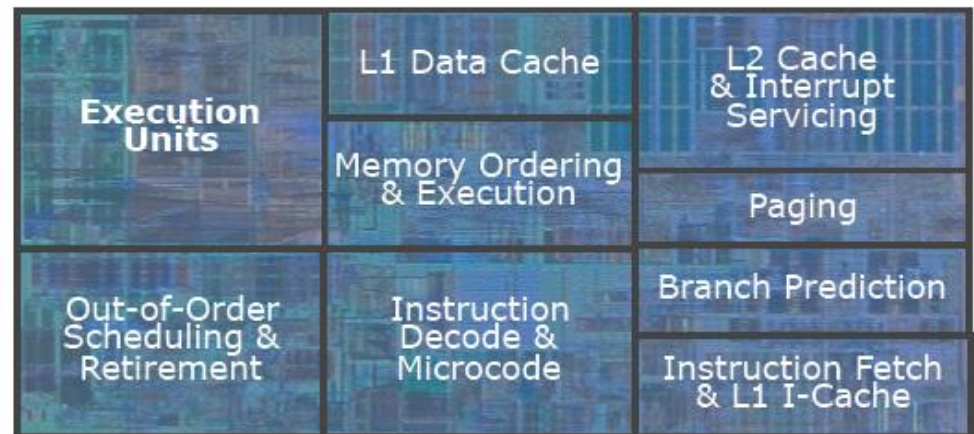 Execution
Units
L1 Data Cache
L2 Cache
& Interrupt
Servicing
Memory Ordering
& Execution
Paging
Out-of-Order
Scheduling &
Retirement
Instruction
Decode &
Microcode
Branch Prediction
Instruction Fetch
& L1 I-Cache